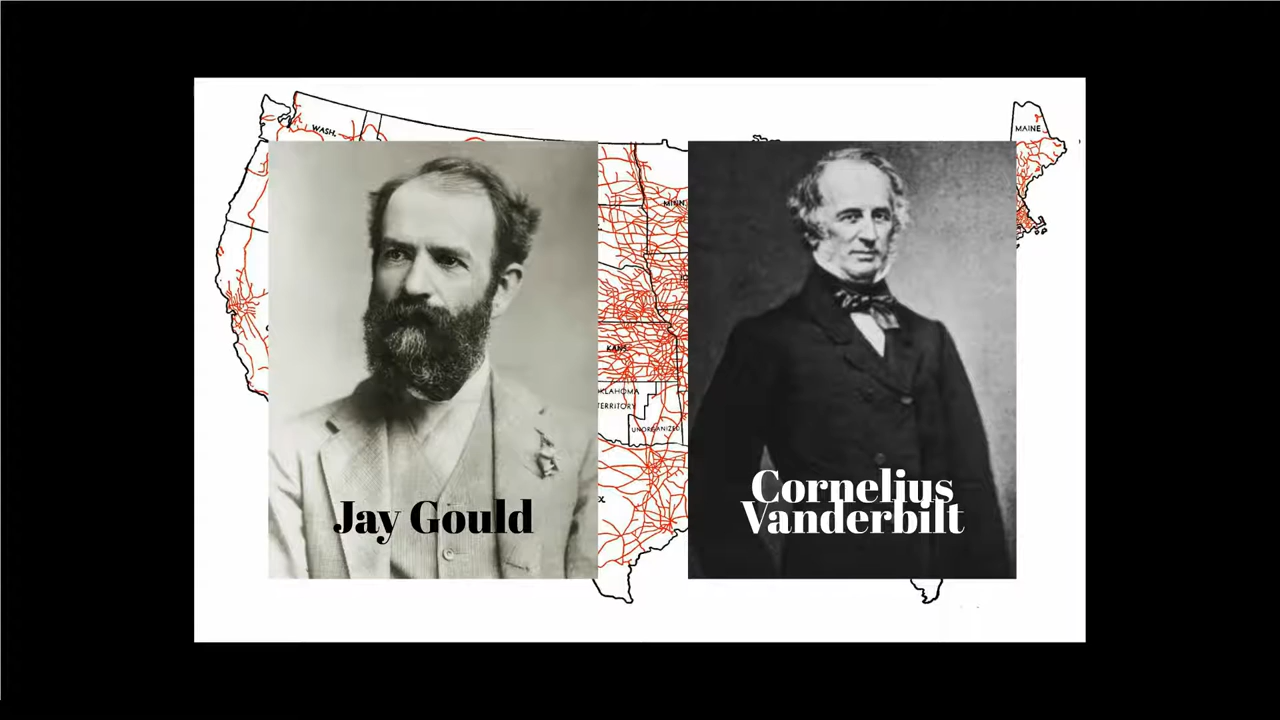 WASH.
MAINE
MINN
KANS
OKLAHOMA
TERRITORY
UNORGANIZED
Jay Gould
Cornelius
Vanderbilt